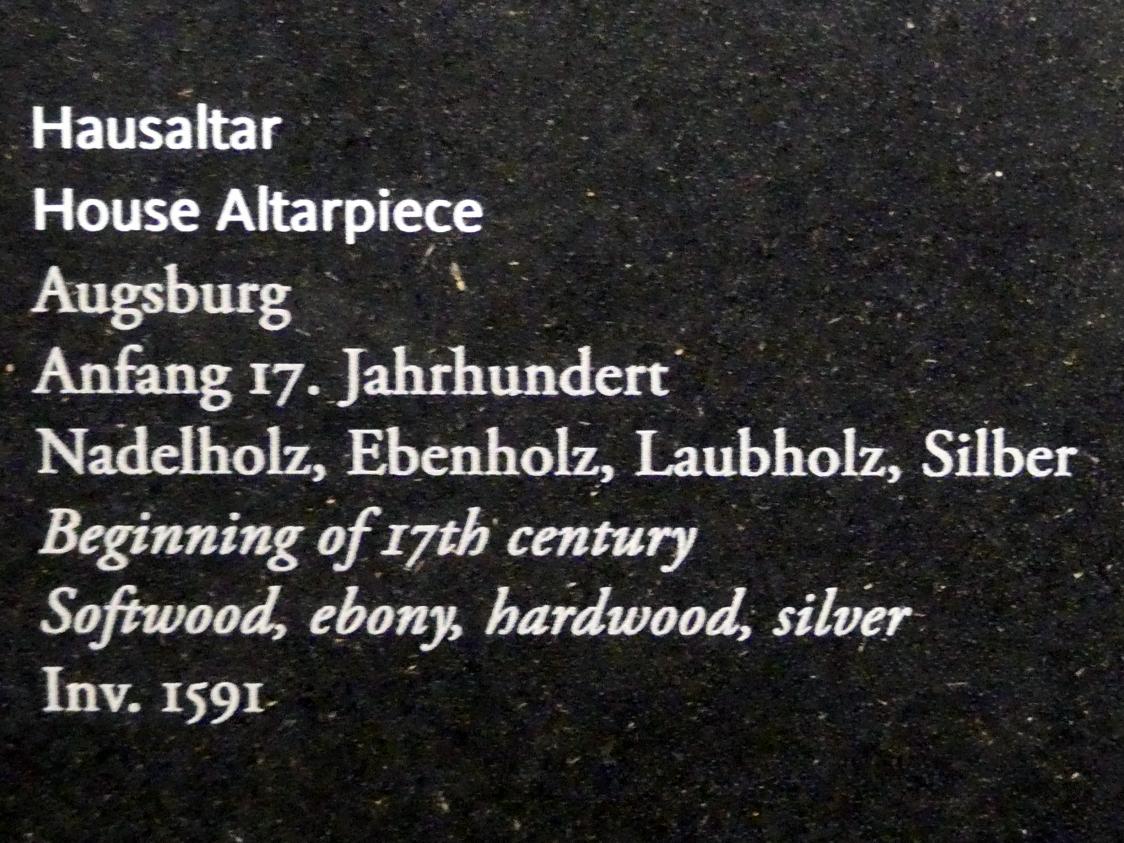 Hausaltar
House Altarpiece
Augsburg
Anfang 17. Jahrhundert
Nadelholz, Ebenholz, Laubholz, Silber
Beginning of 17th century
Softwood, ebony, hardwood, silver
Inv. 1591